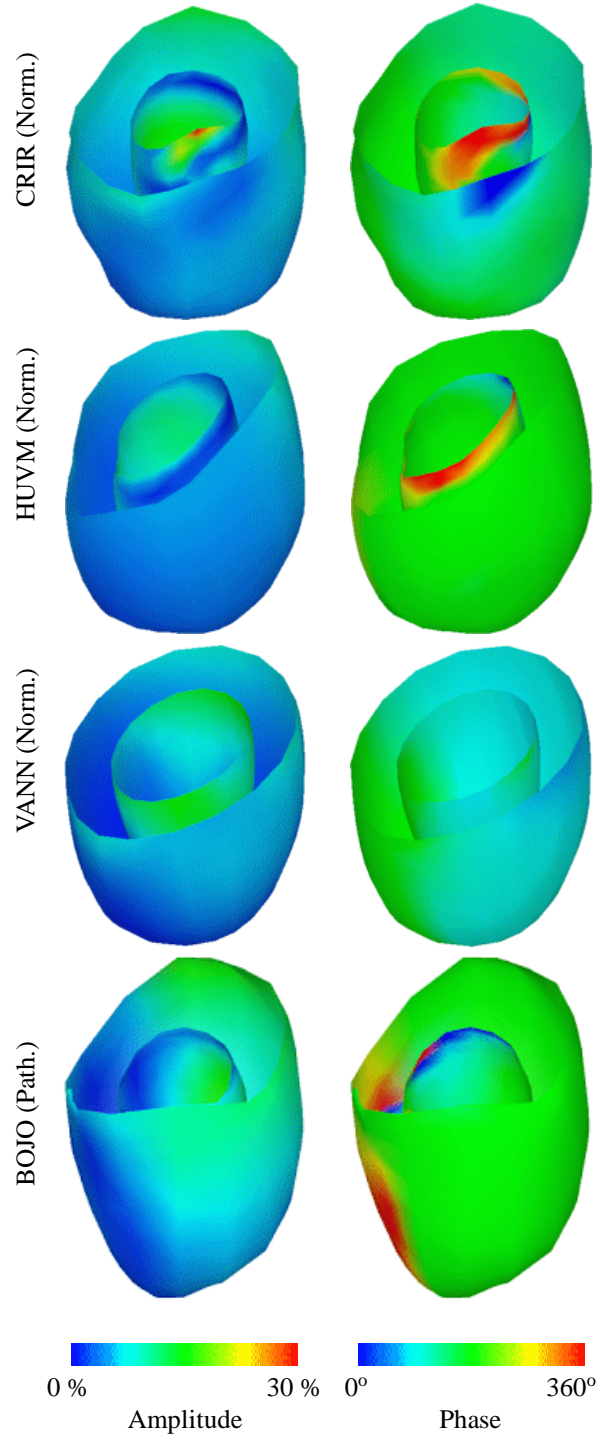 CRIR (Norm.)
HUVM (Norm.)
VANN (Norm.)
BOJO (Path.)
0 % 30 % 0º 360º
Amplitude Phase